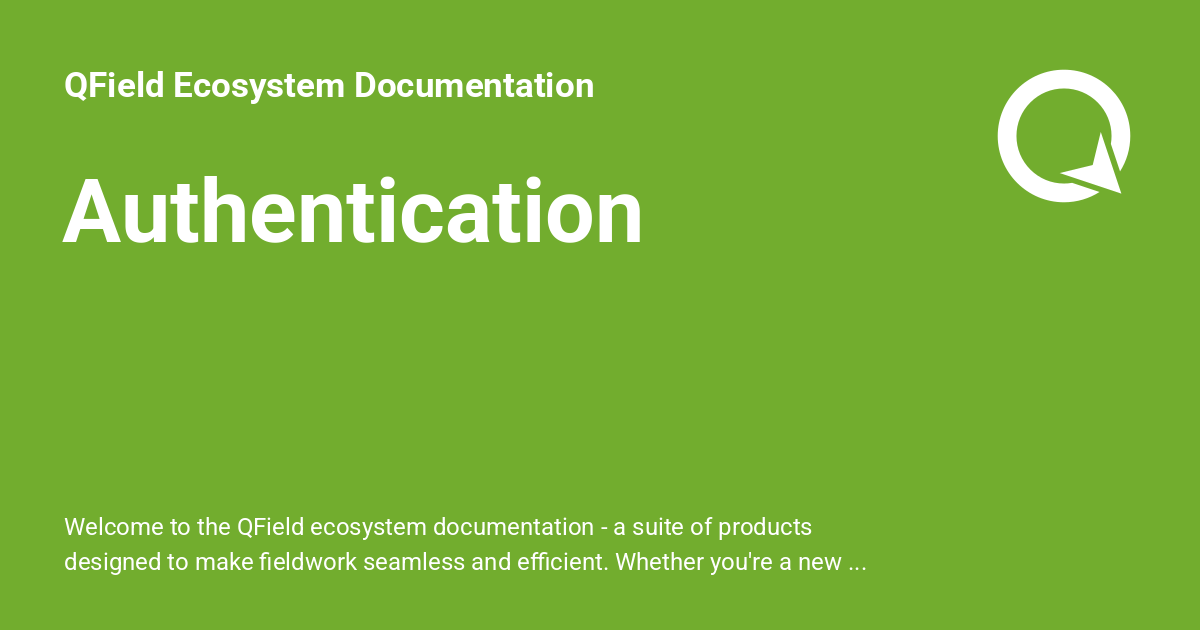 QField Ecosystem Documentation
Authentication
Welcome to the QField ecosystem documentation - a suite of products
designed to make fieldwork seamless and efficient. Whether you're a new ...